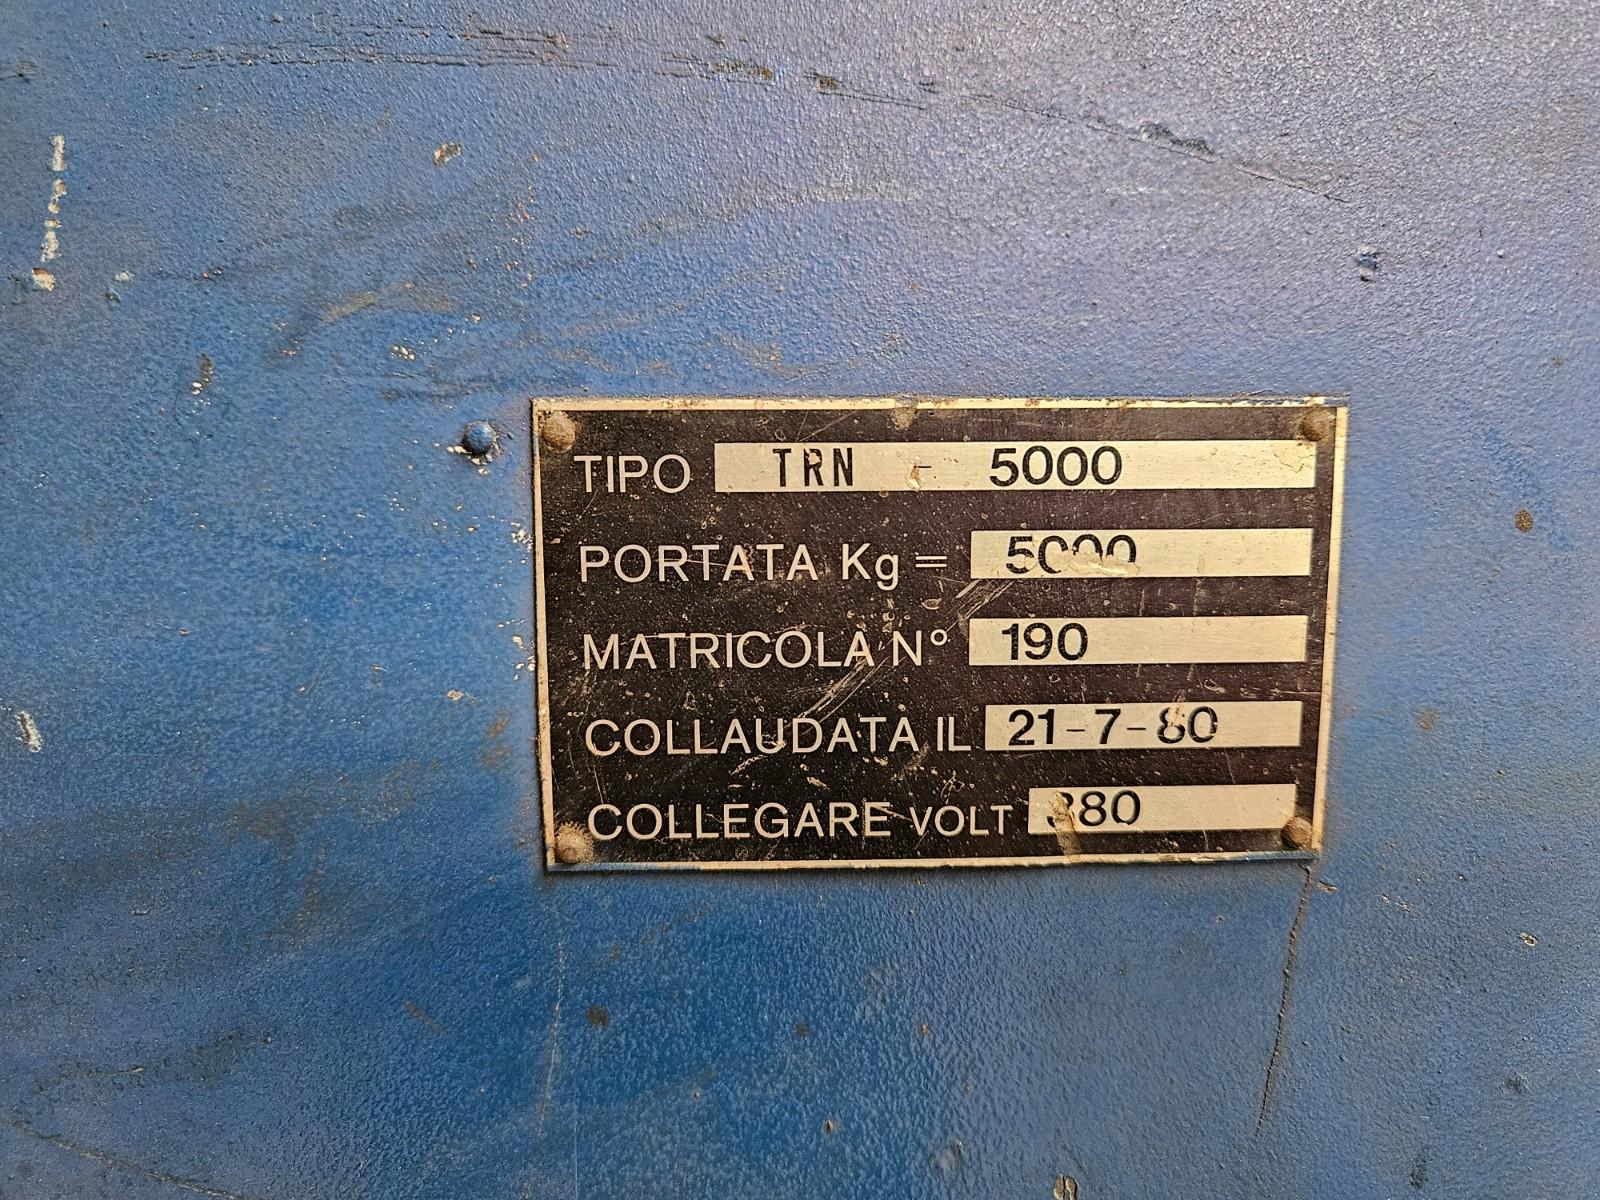 TIPO TRN - 5000
PORTATA Kg = 5000
MATRICOLA N° 190
COLLAUDATA IL 21-7-80
COLLEGARE VOLT 380